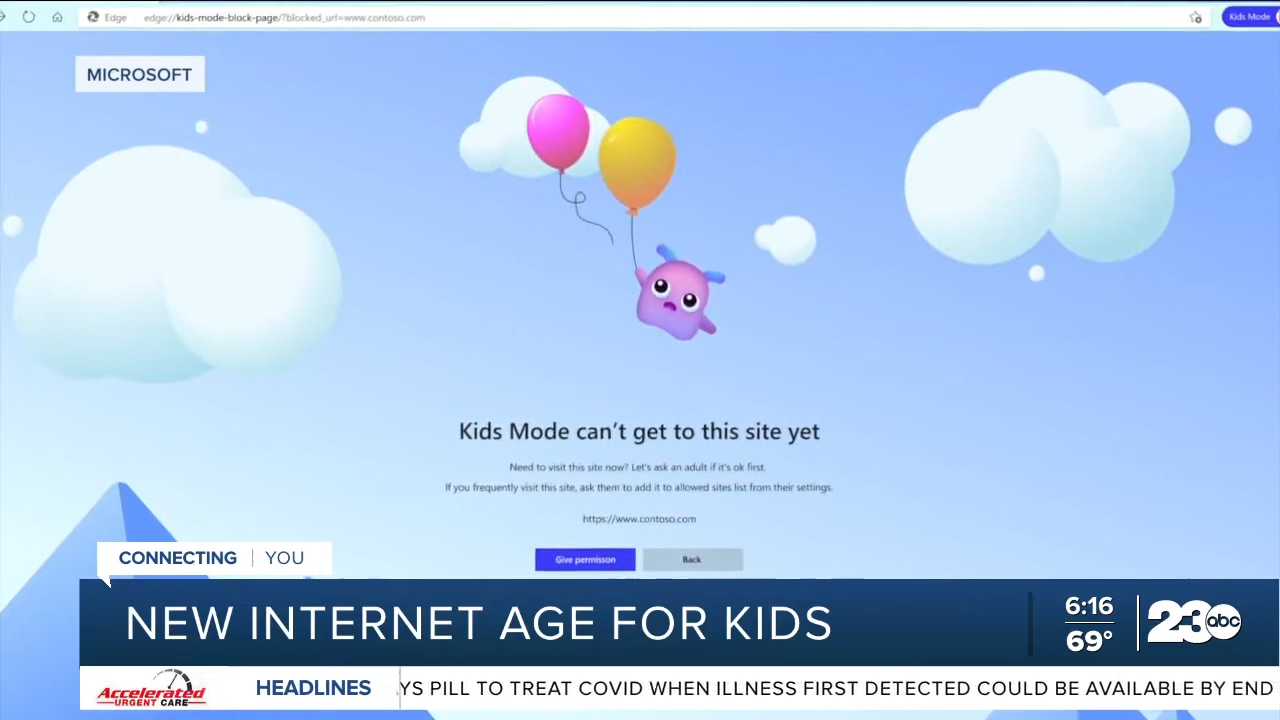 Edge edge://kids-mode-block-page/?blocked_url=www.contoso.com
Kids Mode
MICROSOFT
Kids Mode can't get to this site yet
Need to visit this site now? Let's ask an adult if it's ok first.
If you frequently visit this site, ask them to add it to allowed sites list from their settings.
https://www.contoso.com
Give permisson
Back
CONNECTING | YOU
NEW INTERNET AGE FOR KIDS
6:16
69°
23 abc
Accelerated
URGENT CARE
HEADLINES
YS PILL TO TREAT COVID WHEN ILLNESS FIRST DETECTED COULD BE AVAILABLE BY END